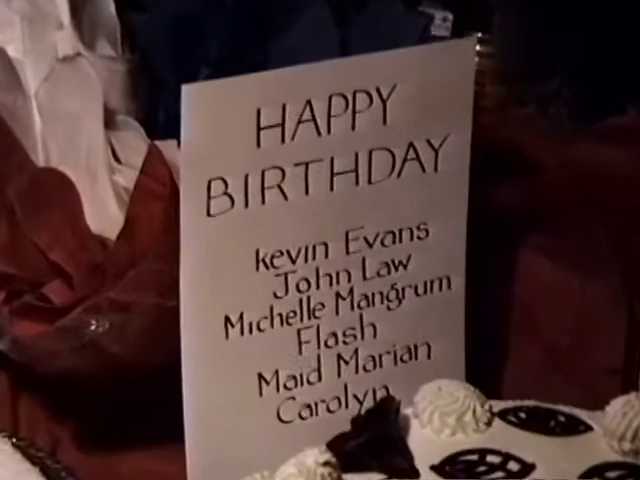 HAPPY
BIRTHDAY
Kevin Evans
John Law
Michelle Mangrum
Flash
Maid Marian
Carolyn